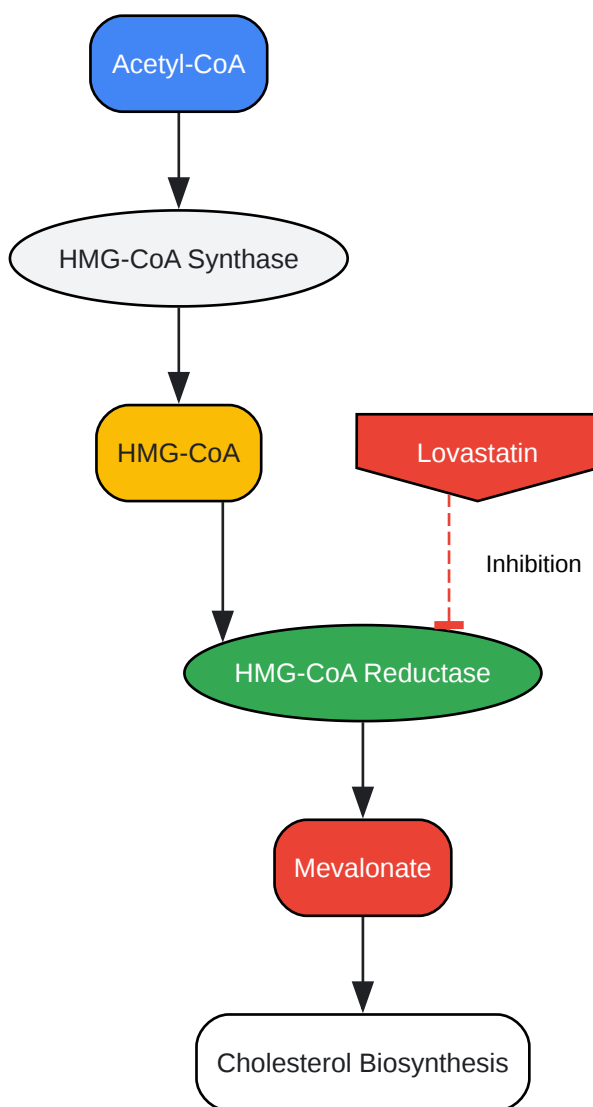 Acetyl-CoA
HMG-CoA Synthase
HMG-CoA
Lovastatin
Inhibition
HMG-CoA Reductase
Mevalonate
Cholesterol Biosynthesis